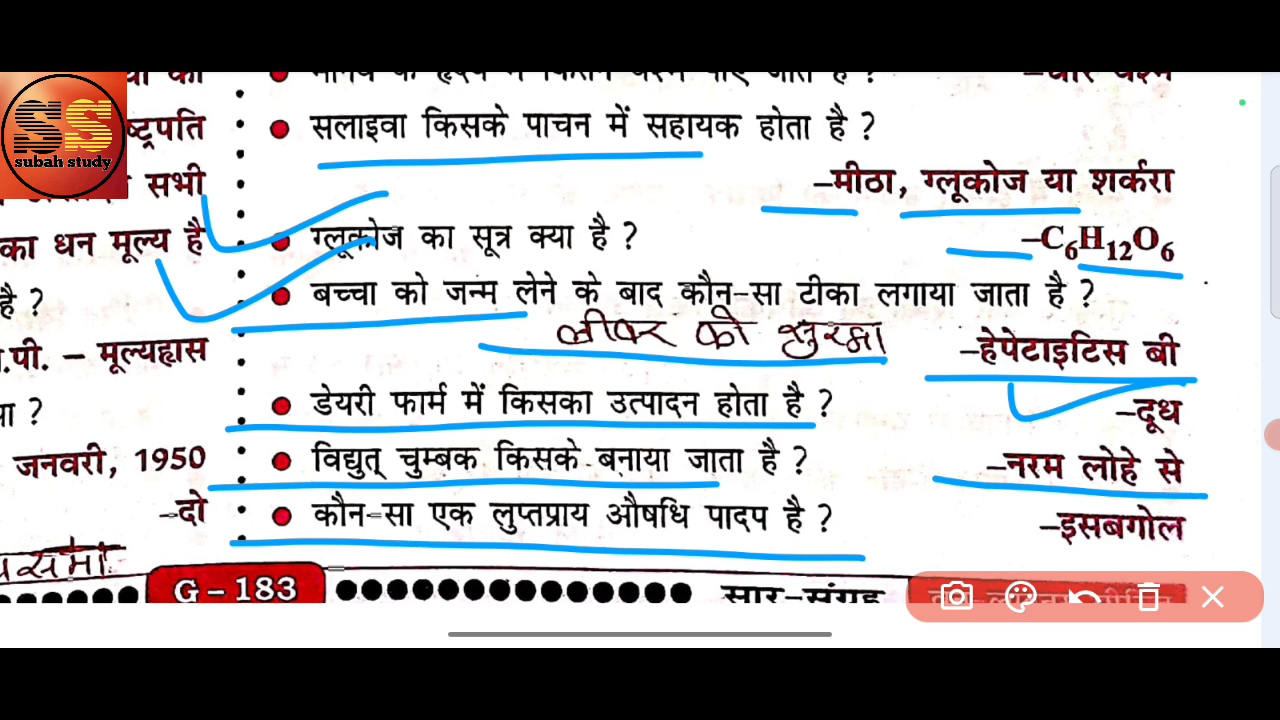 SS
subah study
ष्ट्रपति
सभी
का धन मूल्य है
है ?
.पी. – मूल्यह्रास
ा ?
जनवरी, 1950
–दो
● सलाइवा किसके पाचन में सहायक होता है ?
–मीठा, ग्लूकोज या शर्करा
● ग्लूकोज का सूत्र क्या है ? –C₆H₁₂O₆
● बच्चा को जन्म लेने के बाद कौन-सा टीका लगाया जाता है ?
लीवर की सुरक्षा
–हेपेटाइटिस बी
● डेयरी फार्म में किसका उत्पादन होता है ? –दूध
● विद्युत् चुम्बक किसके बनाया जाता है ? –नरम लोहे से
● कौन-सा एक लुप्तप्राय औषधि पादप है ? –इसबगोल
G – 183
सार-संग्रह